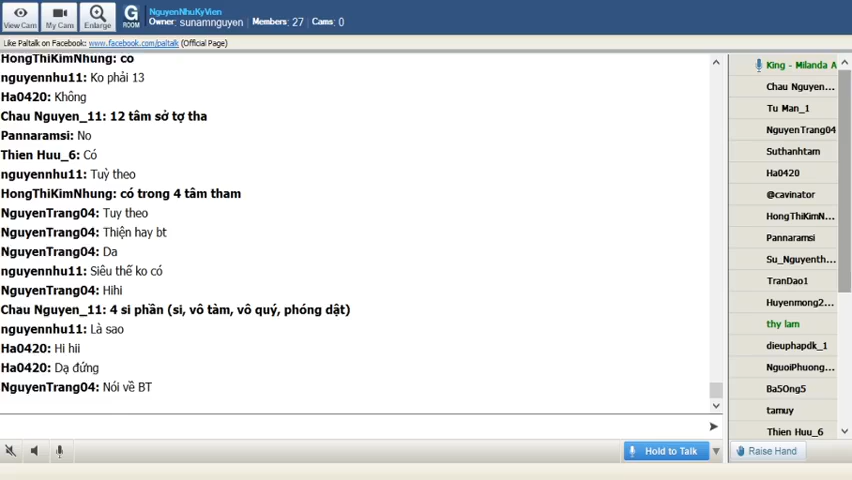 NguyenNhuKyVien
Owner: sunamnguyen Members: 27 Cams: 0
View Cam My Cam Enlarge G ROOM
Like Paltalk on Facebook: www.facebook.com/paltalk (Official Page)
HongThiKimNhung: co
nguyennhu11: Ko phải 13
Ha0420: Không
Chau Nguyen_11: 12 tâm sở tợ tha
Pannaramsi: No
Thien Huu_6: Có
nguyennhu11: Tuỳ theo
HongThiKimNhung: có trong 4 tâm tham
NguyenTrang04: Tuy theo
NguyenTrang04: Thiện hay bt
NguyenTrang04: Da
nguyennhu11: Siêu thế ko có
NguyenTrang04: Hihi
Chau Nguyen_11: 4 si phần (si, vô tàm, vô quý, phóng dật)
nguyennhu11: Là sao
Ha0420: Hi hii
Ha0420: Dạ đứng
NguyenTrang04: Nói về BT
King - Milanda A
Chau Nguyen...
Tu Man_1
NguyenTrang04
Suthanhtam
Ha0420
@cavinator
HongThiKimN...
Pannaramsi
Su_Nguyenth...
TranDao1
Huyenmong2...
thy lam
dieuphapdk_1
NguoiPhuong...
Ba5Ong5
tamuy
Thien Huu_6
Hold to Talk
Raise Hand